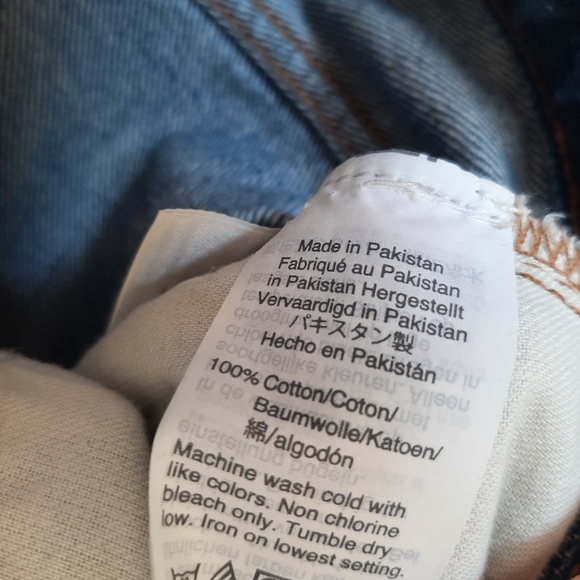 Made in Pakistan
Fabriqué au Pakistan
in Pakistan Hergestellt
Vervaardigd in Pakistan
パキスタン製
Hecho en Pakistán
100% Cotton/Coton/
Baumwolle/Katoen/
綿/algodón
Machine wash cold with
like colors. Non chlorine
bleach only. Tumble dry
low. Iron on lowest setting.